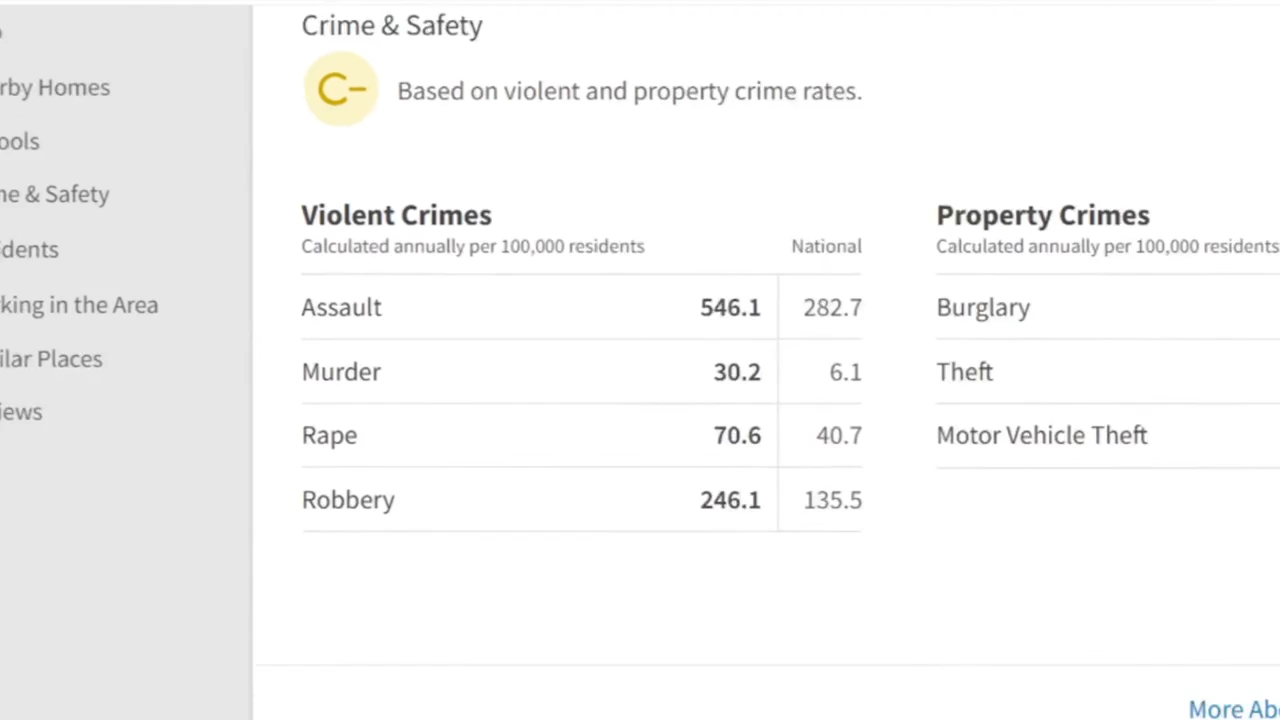 rby Homes
ools
ne & Safety
idents
king in the Area
ilar Places
iews
Crime & Safety
C-
Based on violent and property crime rates.
Violent Crimes
Calculated annually per 100,000 residents National
Assault 546.1 282.7
Murder 30.2 6.1
Rape 70.6 40.7
Robbery 246.1 135.5
Property Crimes
Calculated annually per 100,000 residents
Burglary
Theft
Motor Vehicle Theft
More Abo